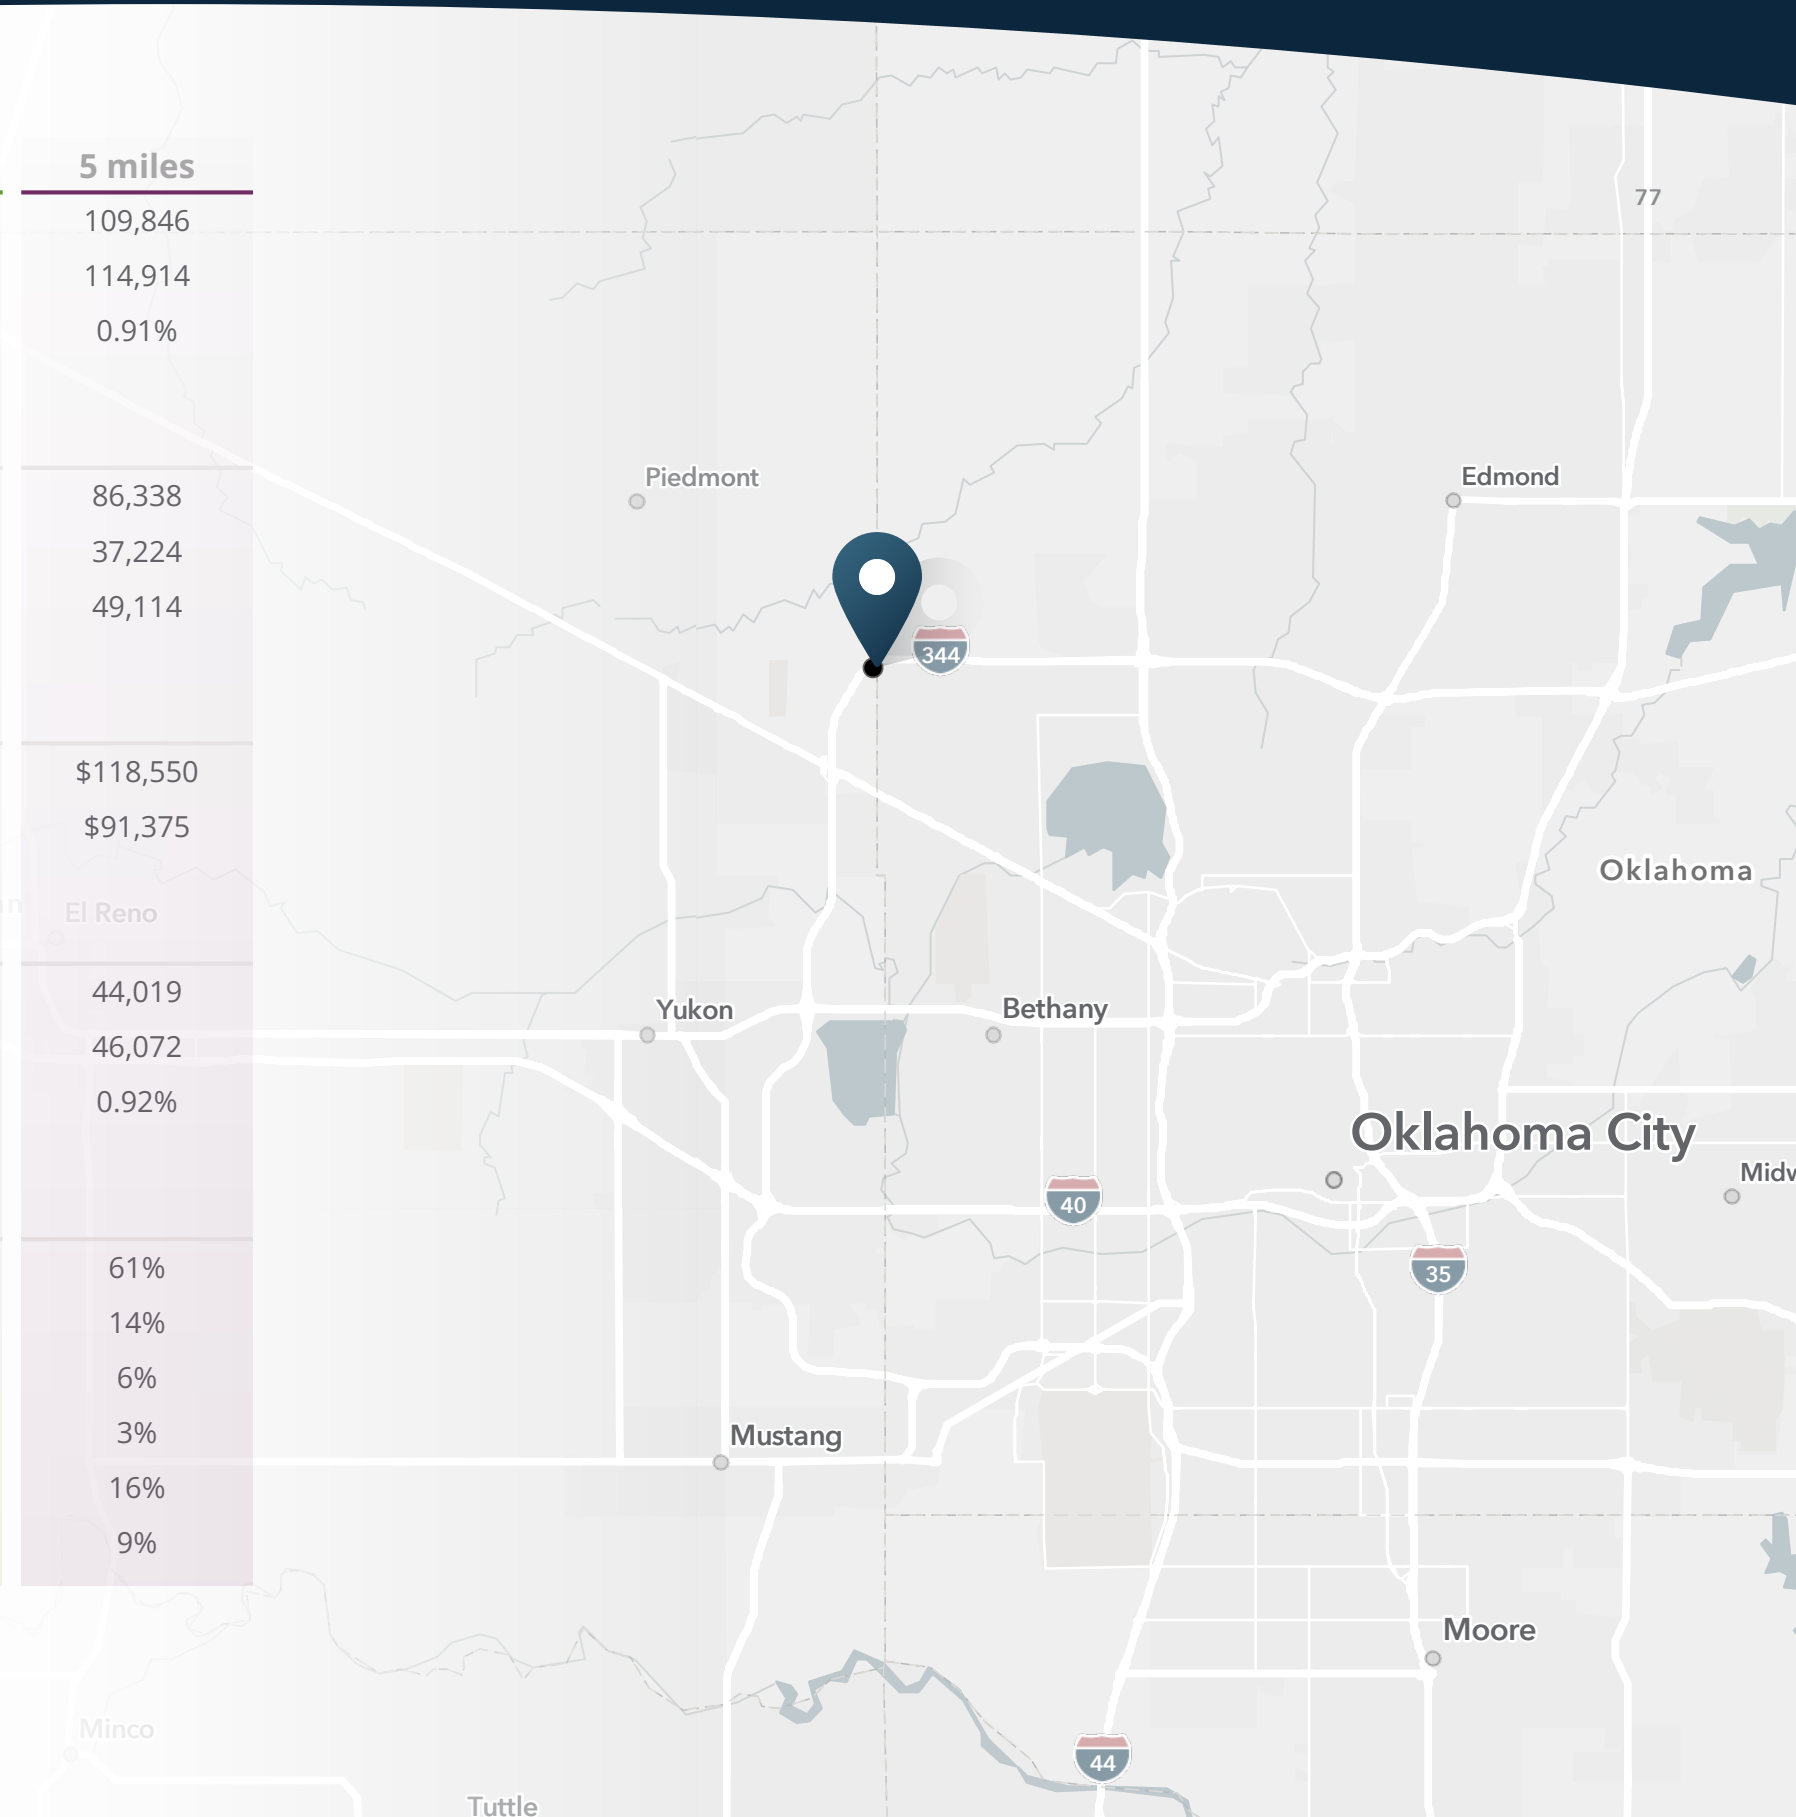 5 miles
109,846
114,914
0.91%
86,338
37,224
49,114
$118,550
$91,375
44,019
46,072
0.92%
61%
14%
6%
3%
16%
9%
77
Piedmont
Edmond
344
Oklahoma
El Reno
Yukon
Bethany
Oklahoma City
40
Midw
35
Mustang
Moore
Minco
44
Tuttle